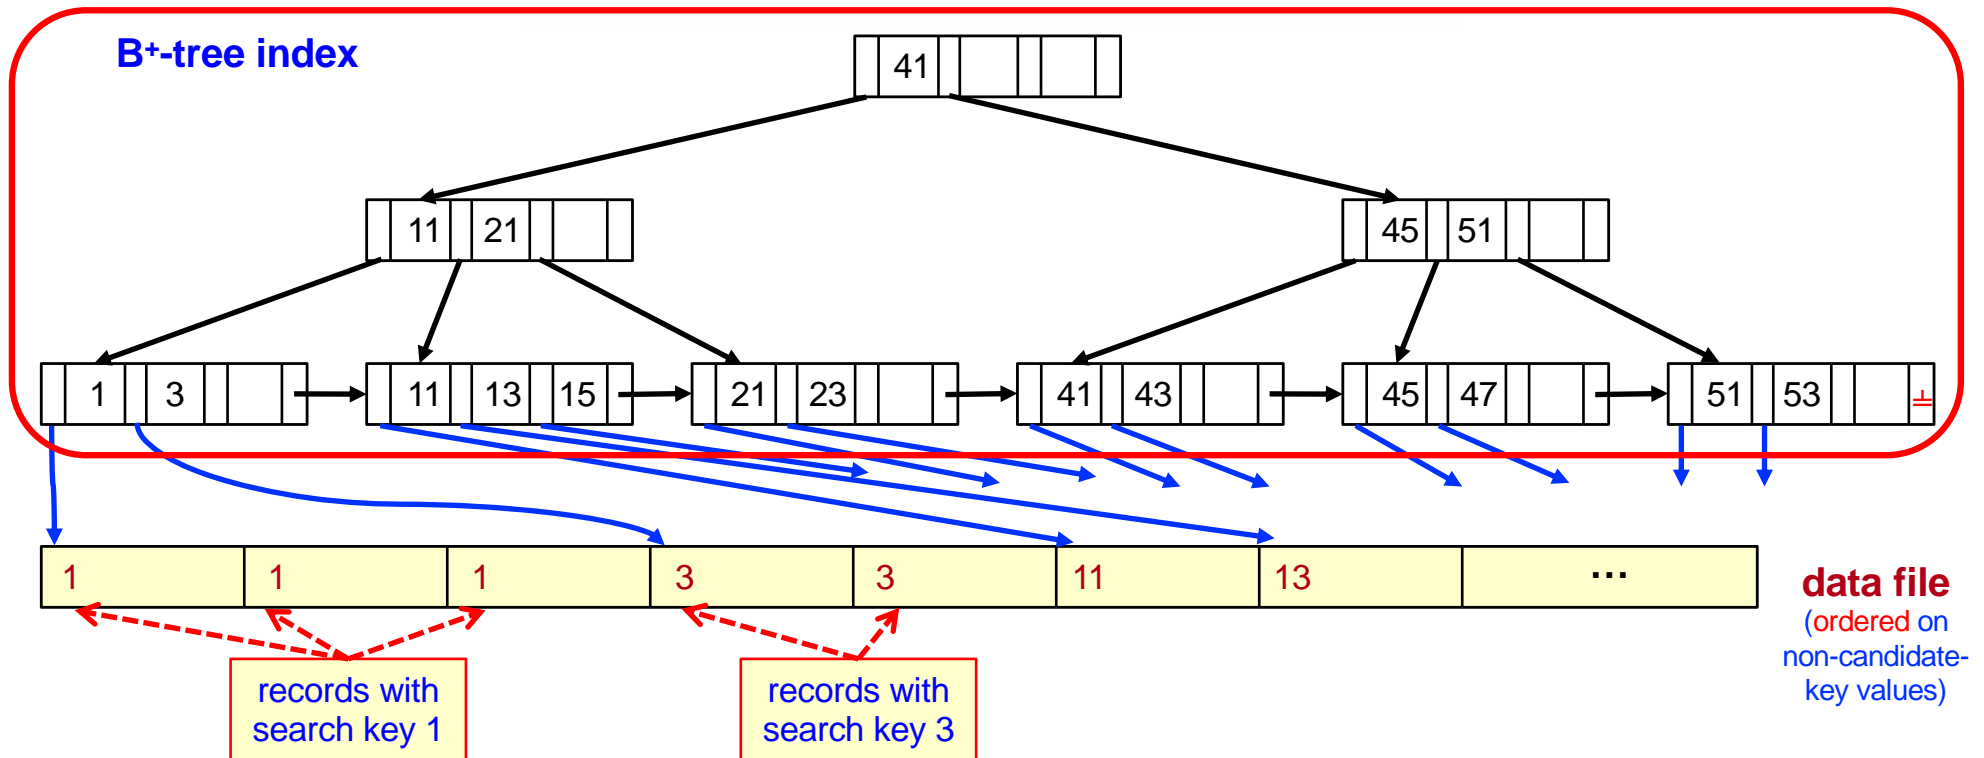 B+-tree index
41
11 21
45 51
1 3
11 13 15
21 23
41 43
45 47
51 53
1 1 1 3 3 11 13 ...
data file
(ordered on
non-candidate-
key values)
records with
search key 1
records with
search key 3